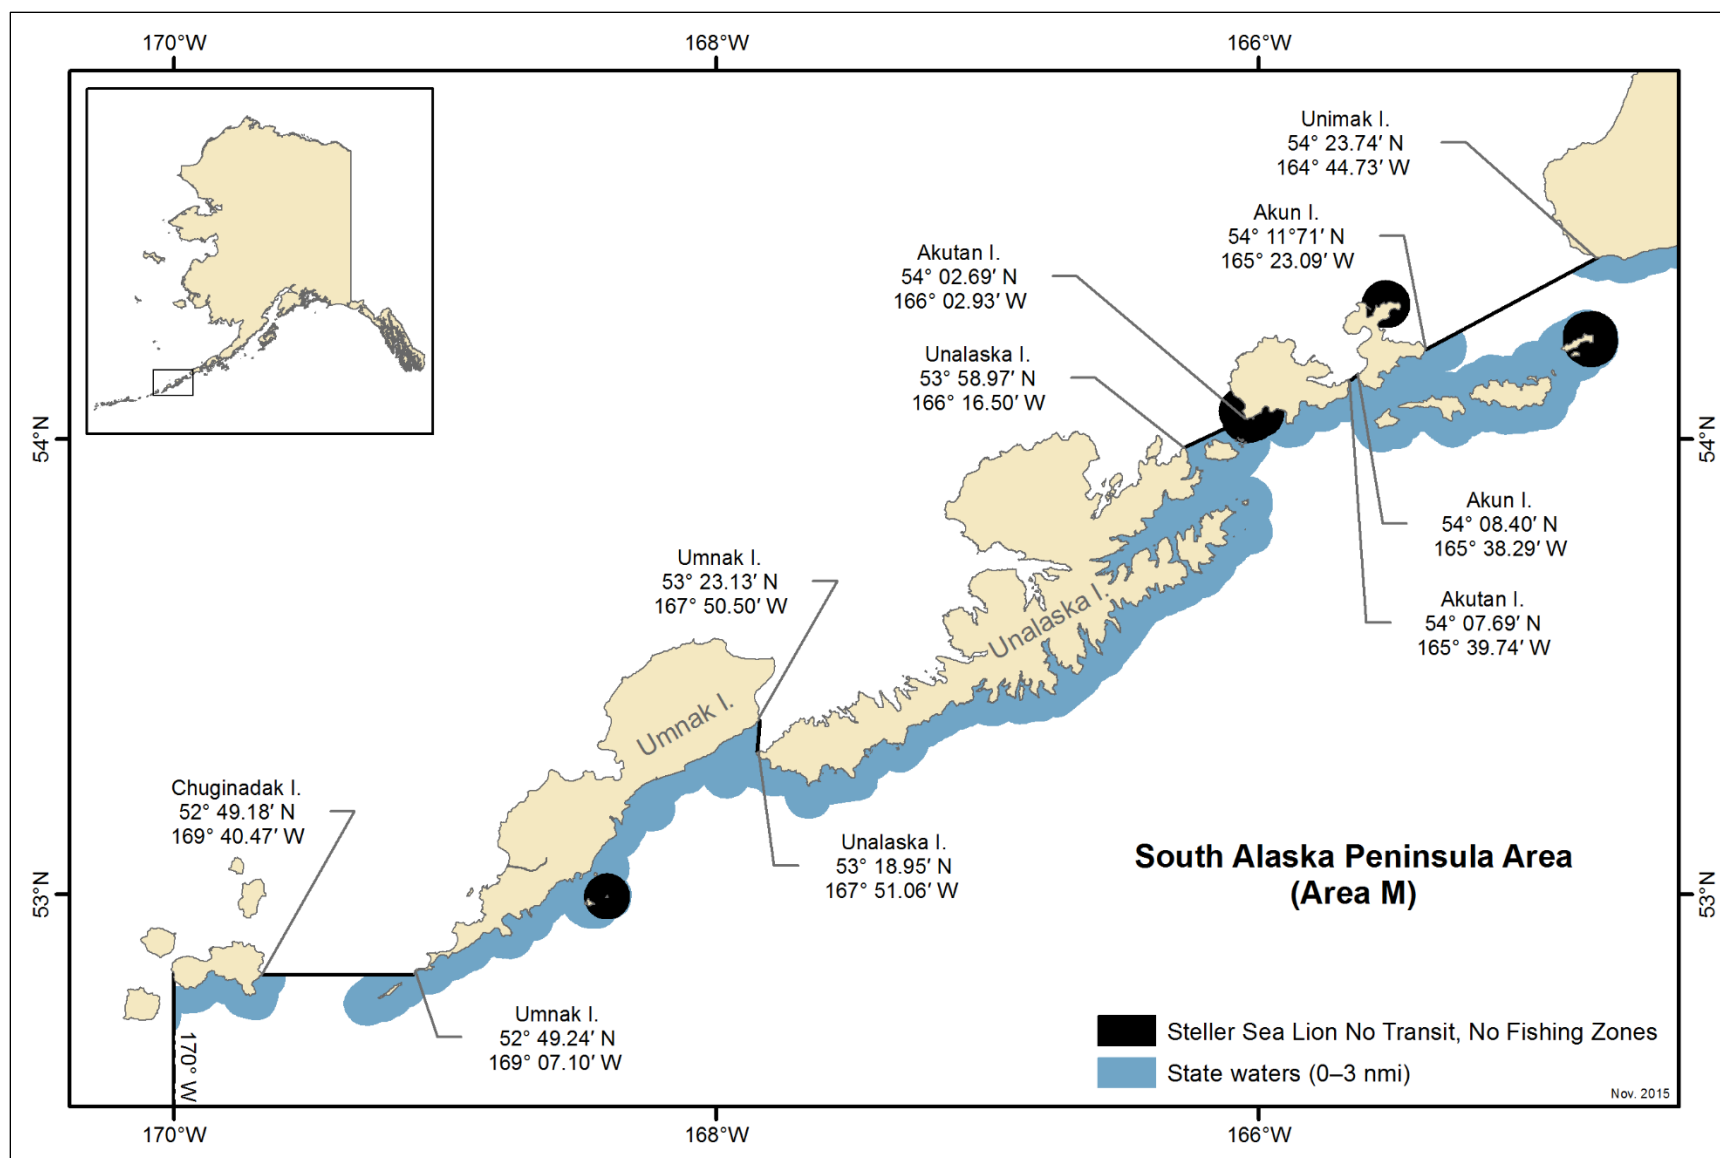 170°W
168°W
166°W
Unimak I.
54° 23.74′ N
164° 44.73′ W
Akun I.
54° 11°71′ N
165° 23.09′ W
Akutan I.
54° 02.69′ N
166° 02.93′ W
Unalaska I.
53° 58.97′ N
166° 16.50′ W
54°N
54°N
Akun I.
54° 08.40′ N
165° 38.29′ W
Umnak I.
53° 23.13′ N
167° 50.50′ W
Akutan I.
54° 07.69′ N
165° 39.74′ W
Unalaska I.
Umnak I.
Chuginadak I.
52° 49.18′ N
169° 40.47′ W
Unalaska I.
53° 18.95′ N
167° 51.06′ W
South Alaska Peninsula Area
(Area M)
53°N
53°N
Umnak I.
52° 49.24′ N
169° 07.10′ W
170° W
Steller Sea Lion No Transit, No Fishing Zones
State waters (0–3 nmi)
Nov. 2015
170°W
168°W
166°W